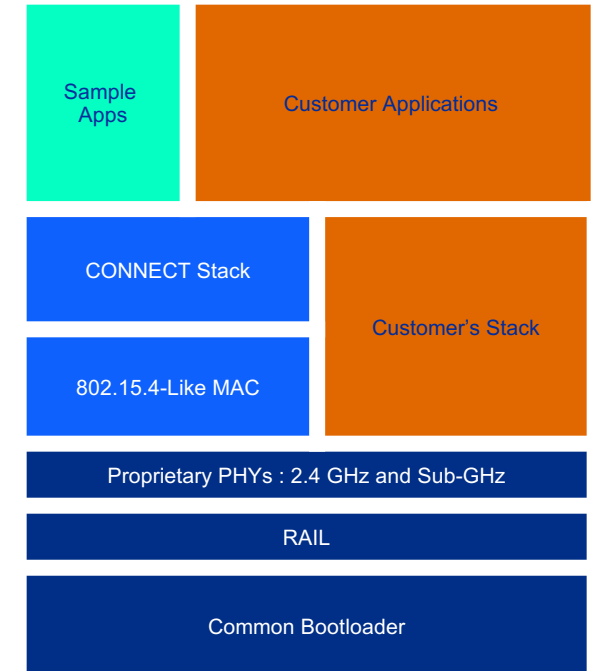 Sample
Apps
Customer Applications
CONNECT Stack
Customer’s Stack
802.15.4-Like MAC
Proprietary PHYs : 2.4 GHz and Sub-GHz
RAIL
Common Bootloader